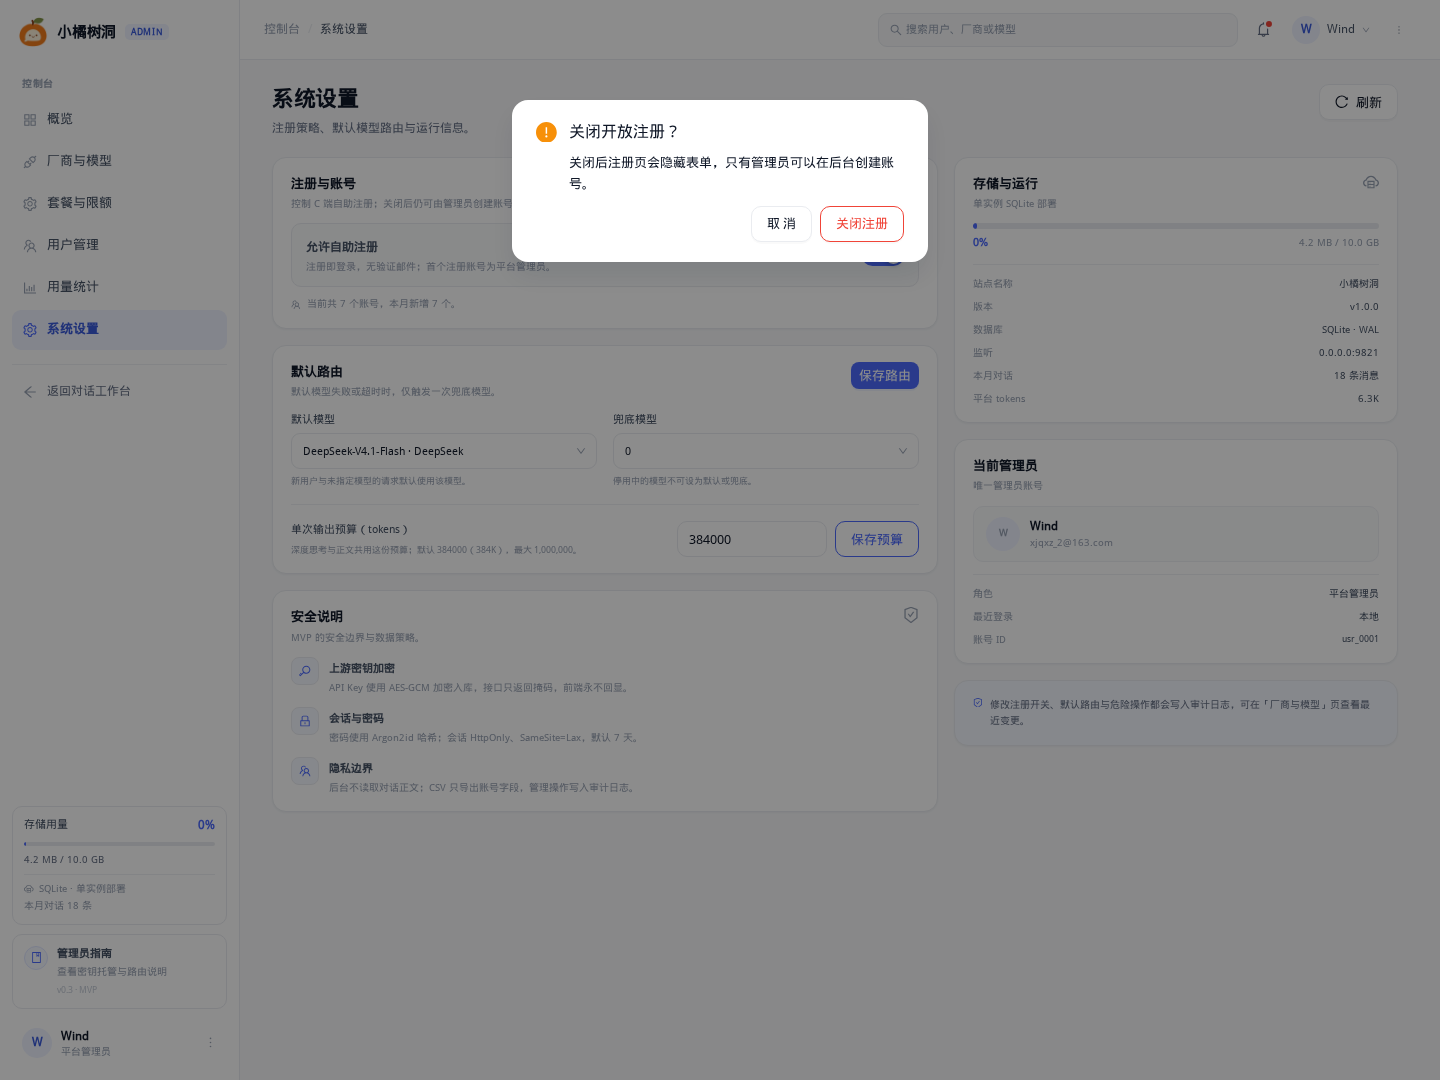 小橘树洞 ADMIN
控制台
概览
厂商与模型
套餐与限额
用户管理
用量统计
系统设置
返回对话工作台
存储用量 0%
4.2 MB / 10.0 GB
SQLite · 单实例部署
本月对话 18 条
管理员指南
查看密钥托管与路由说明
v0.3 · MVP
W Wind
平台管理员
控制台 / 系统设置
搜索用户、厂商或模型
W Wind
系统设置
注册策略、默认模型路由与运行信息。
刷新
关闭开放注册？
关闭后注册页会隐藏表单，只有管理员可以在后台创建账
号。
取 消 关闭注册
注册与账号
控制 C 端自助注册；关闭后仍可由管理员创建账号
允许自助注册
注册即登录，无验证邮件；首个注册账号为平台管理员。
当前共 7 个账号，本月新增 7 个。
默认路由
默认模型失败或超时时，仅触发一次兜底模型。
保存路由
默认模型 兜底模型
DeepSeek-V4.1-Flash · DeepSeek 0
新用户与未指定模型的请求默认使用该模型。 停用中的模型不可设为默认或兜底。
单次输出预算（tokens）
深度思考与正文共用这份预算；默认 384000（384K），最大 1,000,000。
384000 保存预算
安全说明
MVP 的安全边界与数据策略。
上游密钥加密
API Key 使用 AES-GCM 加密入库，接口只返回掩码，前端永不回显。
会话与密码
密码使用 Argon2id 哈希；会话 HttpOnly、SameSite=Lax，默认 7 天。
隐私边界
后台不读取对话正文；CSV 只导出账号字段，管理操作写入审计日志。
存储与运行
单实例 SQLite 部署
0% 4.2 MB / 10.0 GB
站点名称 小橘树洞
版本 v1.0.0
数据库 SQLite · WAL
监听 0.0.0.0:9821
本月对话 18 条消息
平台 tokens 6.3K
当前管理员
唯一管理员账号
W Wind
xjqxz_2@163.com
角色 平台管理员
最近登录 本地
账号 ID usr_0001
修改注册开关、默认路由与危险操作都会写入审计日志，可在「厂商与模型」页查看最
近变更。